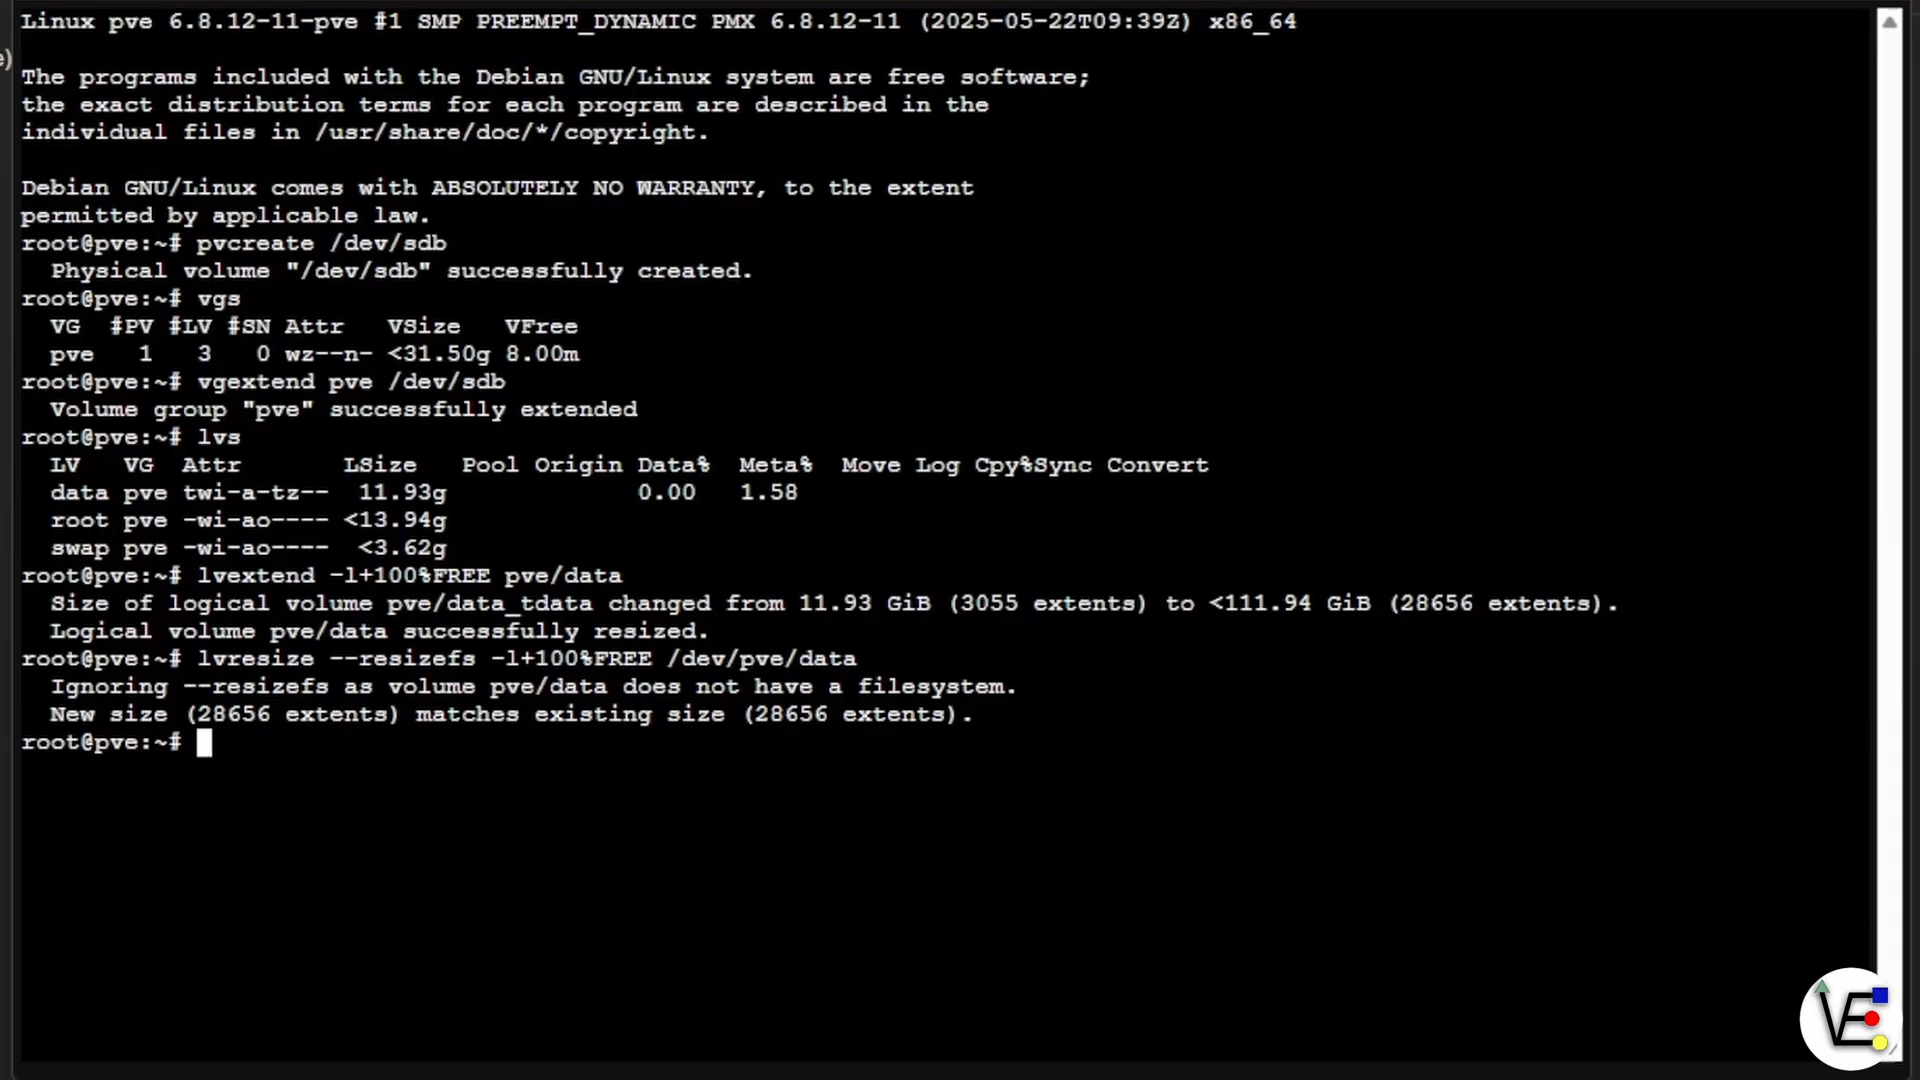 Linux pve 6.8.12-11-pve #1 SMP PREEMPT_DYNAMIC PMX 6.8.12-11 (2025-05-22T09:39Z) x86_64
e)
The programs included with the Debian GNU/Linux system are free software;
the exact distribution terms for each program are described in the
individual files in /usr/share/doc/*/copyright.
Debian GNU/Linux comes with ABSOLUTELY NO WARRANTY, to the extent
permitted by applicable law.
root@pve:~# pvcreate /dev/sdb
  Physical volume "/dev/sdb" successfully created.
root@pve:~# vgs
  VG  #PV #LV #SN Attr   VSize   VFree
  pve   1   3   0 wz--n- <31.50g 8.00m
root@pve:~# vgextend pve /dev/sdb
  Volume group "pve" successfully extended
root@pve:~# lvs
  LV   VG  Attr       LSize   Pool Origin Data%  Meta%  Move Log Cpy%Sync Convert
  data pve twi-a-tz--  11.93g             0.00   1.58
  root pve -wi-ao---- <13.94g
  swap pve -wi-ao----  <3.62g
root@pve:~# lvextend -l+100%FREE pve/data
  Size of logical volume pve/data_tdata changed from 11.93 GiB (3055 extents) to <111.94 GiB (28656 extents).
  Logical volume pve/data successfully resized.
root@pve:~# lvresize --resizefs -l+100%FREE /dev/pve/data
  Ignoring --resizefs as volume pve/data does not have a filesystem.
  New size (28656 extents) matches existing size (28656 extents).
root@pve:~#
VE